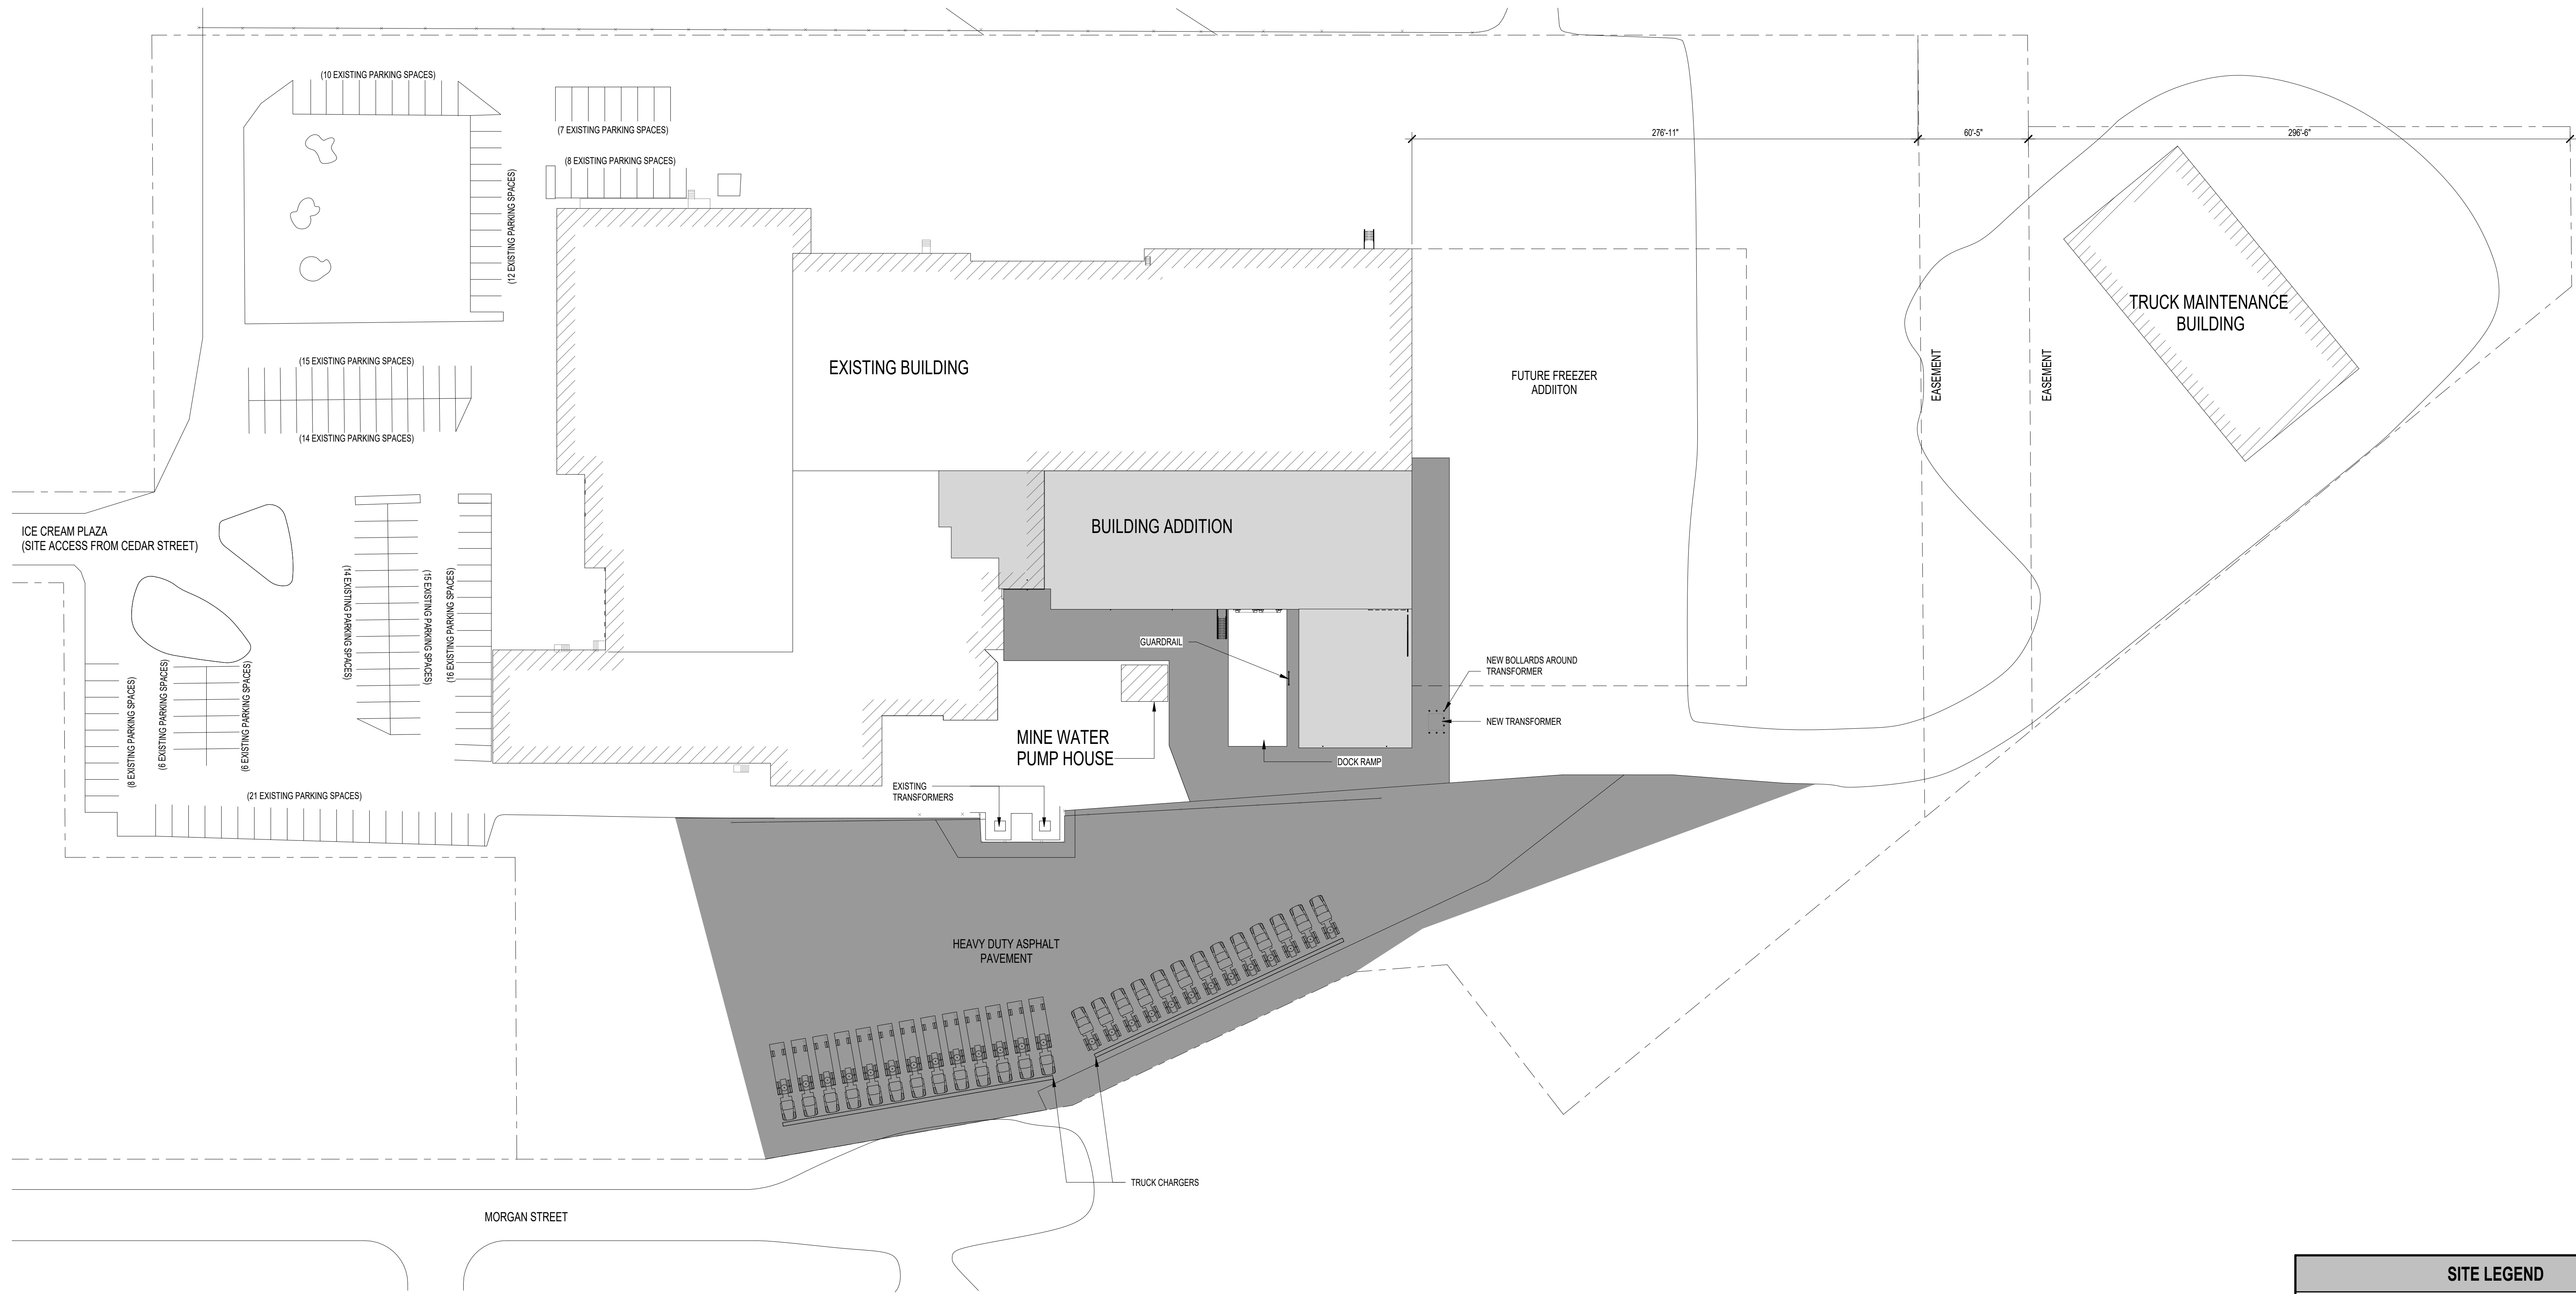 (10 EXISTING PARKING SPACES)
(7 EXISTING PARKING SPACES)
276'-11"
60'-5"
296'-6"
(8 EXISTING PARKING SPACES)
(12 EXISTING PARKING SPACES)
TRUCK MAINTENANCE
BUILDING
(15 EXISTING PARKING SPACES)
EXISTING BUILDING
FUTURE FREEZER
ADDIITON
EASEMENT
EASEMENT
(14 EXISTING PARKING SPACES)
ICE CREAM PLAZA
(SITE ACCESS FROM CEDAR STREET)
BUILDING ADDITION
(14 EXISTING PARKING SPACES)
(15 EXISTING PARKING SPACES)
(16 EXISTING PARKING SPACES)
GUARDRAIL
NEW BOLLARDS AROUND
TRANSFORMER
(8 EXISTING PARKING SPACES)
(6 EXISTING PARKING SPACES)
(6 EXISTING PARKING SPACES)
NEW TRANSFORMER
MINE WATER
PUMP HOUSE
DOCK RAMP
EXISTING
TRANSFORMERS
(21 EXISTING PARKING SPACES)
HEAVY DUTY ASPHALT
PAVEMENT
TRUCK CHARGERS
MORGAN STREET
SITE LEGEND